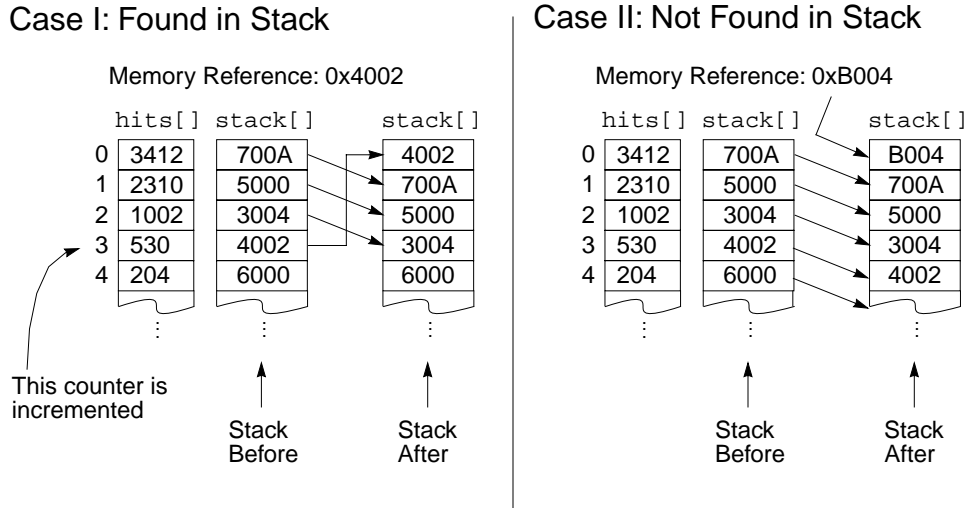 Case I: Found in Stack
Memory Reference: 0x4002
hits[] stack[] stack[]
0 3412 700A 4002
1 2310 5000 700A
2 1002 3004 5000
3 530 4002 3004
4 204 6000 6000
... ... ...
This counter is
incremented
Stack Stack
Before After
Case II: Not Found in Stack
Memory Reference: 0xB004
hits[] stack[] stack[]
0 3412 700A B004
1 2310 5000 700A
2 1002 3004 5000
3 530 4002 3004
4 204 6000 4002
... ... ...
Stack Stack
Before After